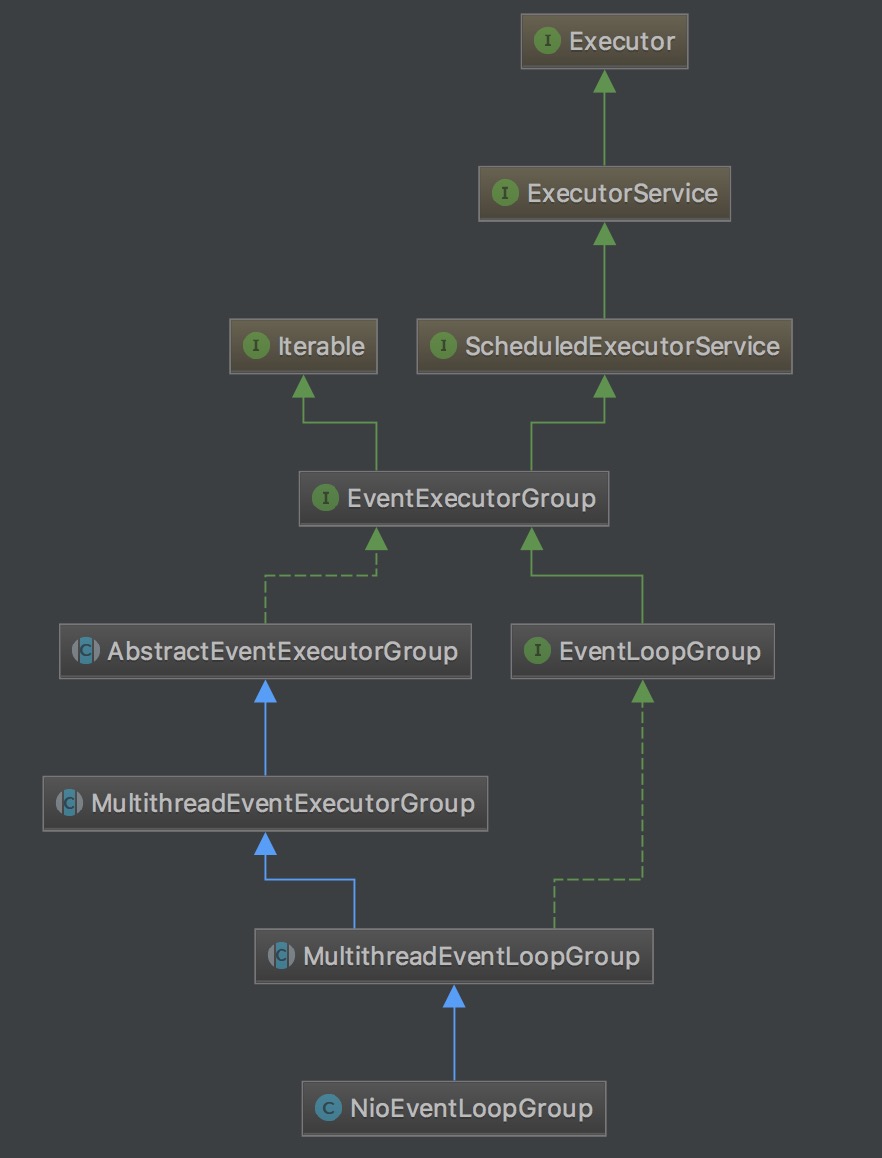 I Executor
I ExecutorService
I Iterable
I ScheduledExecutorService
I EventExecutorGroup
C AbstractEventExecutorGroup
I EventLoopGroup
C MultithreadEventExecutorGroup
C MultithreadEventLoopGroup
C NioEventLoopGroup